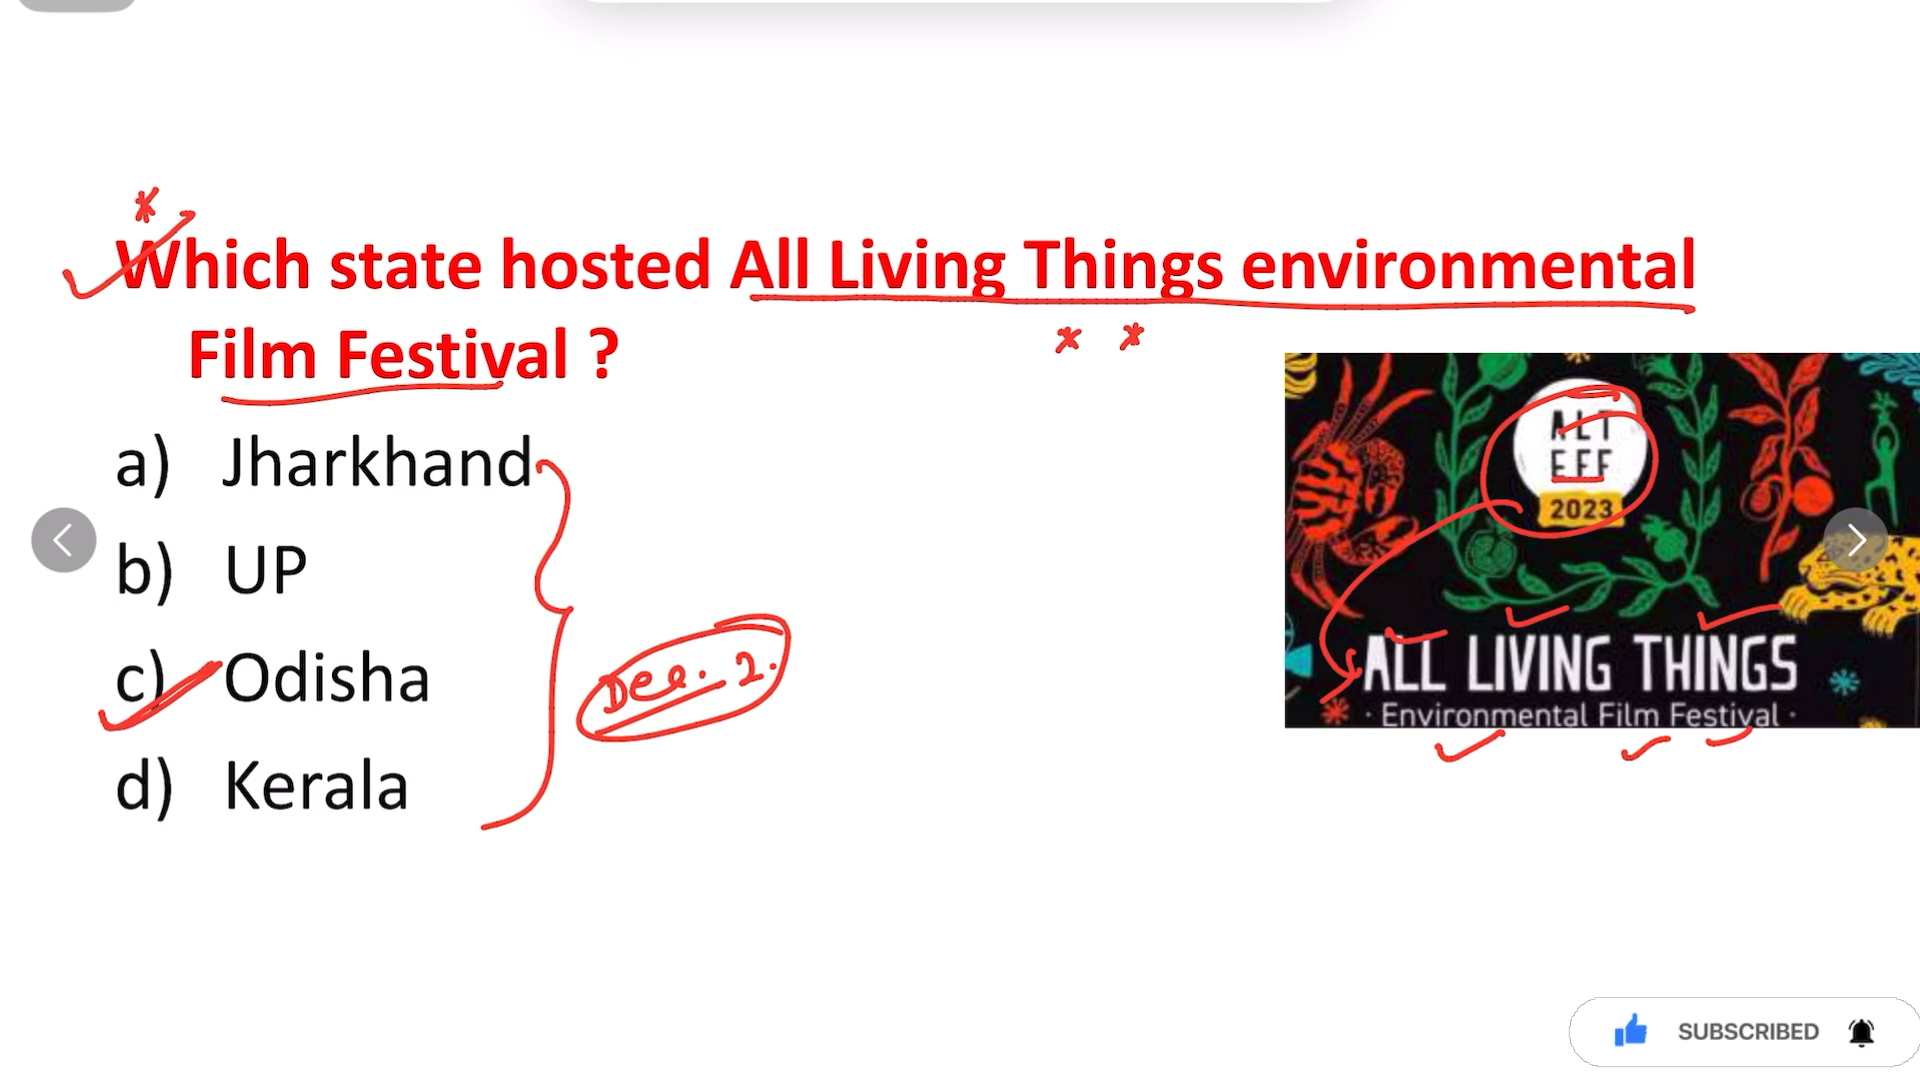 Which state hosted All Living Things environmental
Film Festival ?
a) Jharkhand
b) UP
c) Odisha
d) Kerala
Dec. 2.
ALT
EFF
2023
ALL LIVING THINGS
· Environmental Film Festival ·
SUBSCRIBED